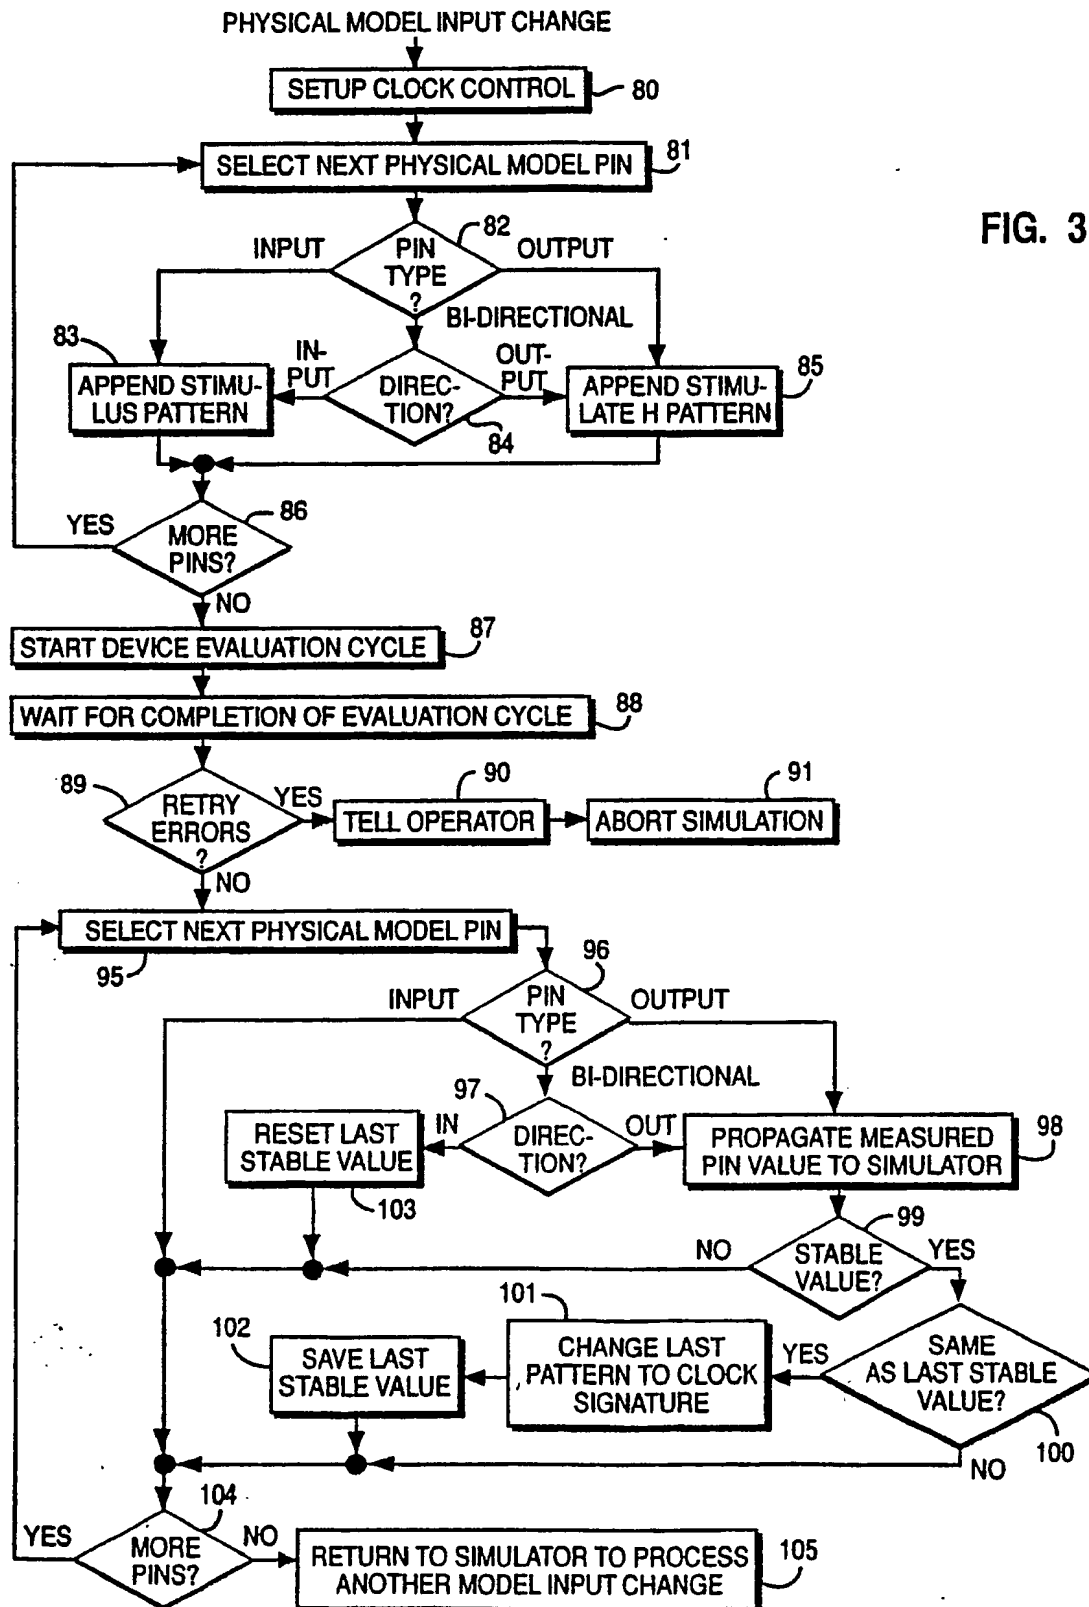 PHYSICAL MODEL INPUT CHANGE
SETUP CLOCK CONTROL
80
SELECT NEXT PHYSICAL MODEL PIN
81
FIG. 3
82
INPUT
PIN
TYPE
?
OUTPUT
BI-DIRECTIONAL
83
APPEND STIMU-
LUS PATTERN
IN-
PUT
DIREC-
TION?
84
OUT-
PUT
85
APPEND STIMU-
LATE H PATTERN
YES
86
MORE
PINS?
NO
START DEVICE EVALUATION CYCLE
87
WAIT FOR COMPLETION OF EVALUATION CYCLE
88
89
RETRY
ERRORS
?
YES
NO
90
TELL OPERATOR
91
ABORT SIMULATION
SELECT NEXT PHYSICAL MODEL PIN
95
96
INPUT
PIN
TYPE
?
OUTPUT
BI-DIRECTIONAL
97
RESET LAST
STABLE VALUE
103
IN
DIREC-
TION?
OUT
PROPAGATE MEASURED
PIN VALUE TO SIMULATOR
98
99
NO
STABLE
VALUE?
YES
102
SAVE LAST
STABLE VALUE
101
CHANGE LAST
PATTERN TO CLOCK
SIGNATURE
YES
SAME
AS LAST STABLE
VALUE?
100
NO
104
YES
MORE
PINS?
NO
RETURN TO SIMULATOR TO PROCESS
ANOTHER MODEL INPUT CHANGE
105